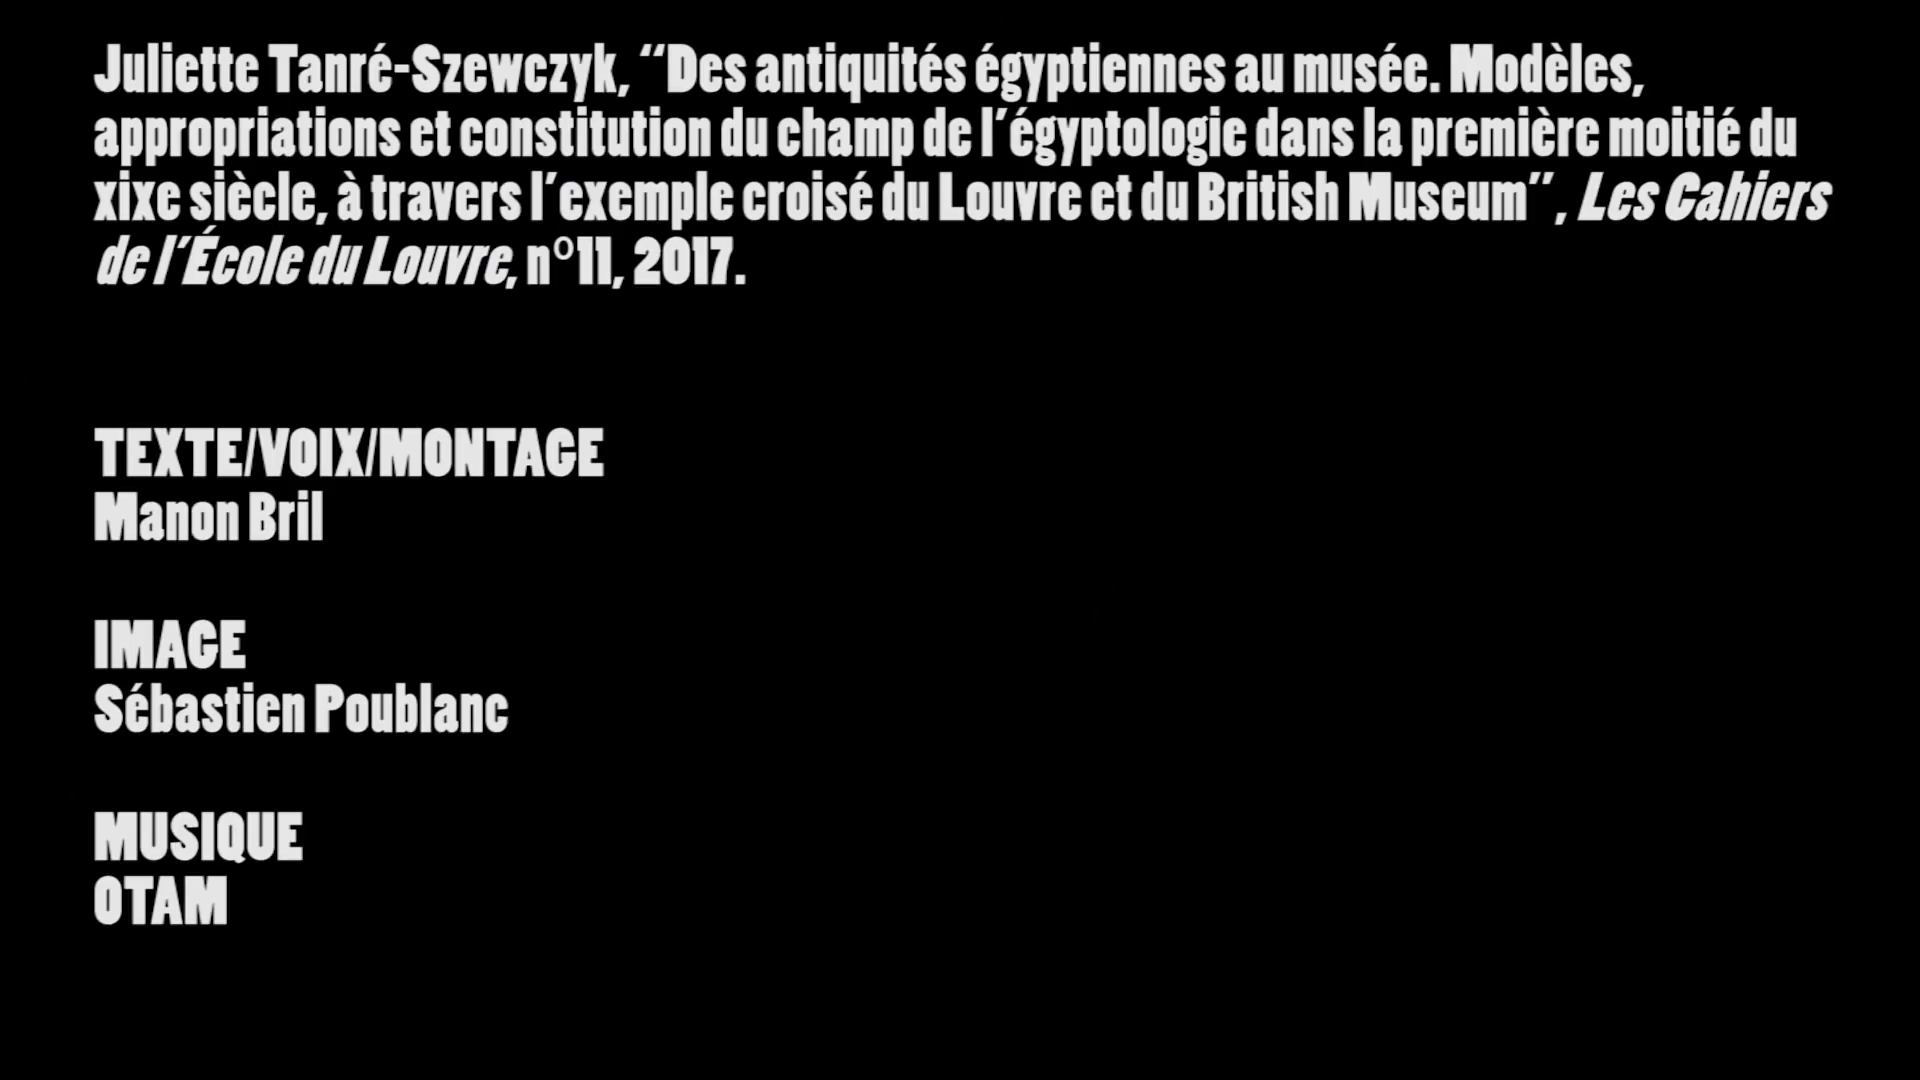 Juliette Tanré-Szewczyk, “Des antiquités égyptiennes au musée. Modèles,
appropriations et constitution du champ de l’égyptologie dans la première moitié du
xixe siècle, à travers l’exemple croisé du Louvre et du British Museum”, Les Cahiers
de l’École du Louvre, n°11, 2017.
TEXTE/VOIX/MONTAGE
Manon Bril
IMAGE
Sébastien Poublanc
MUSIQUE
OTAM